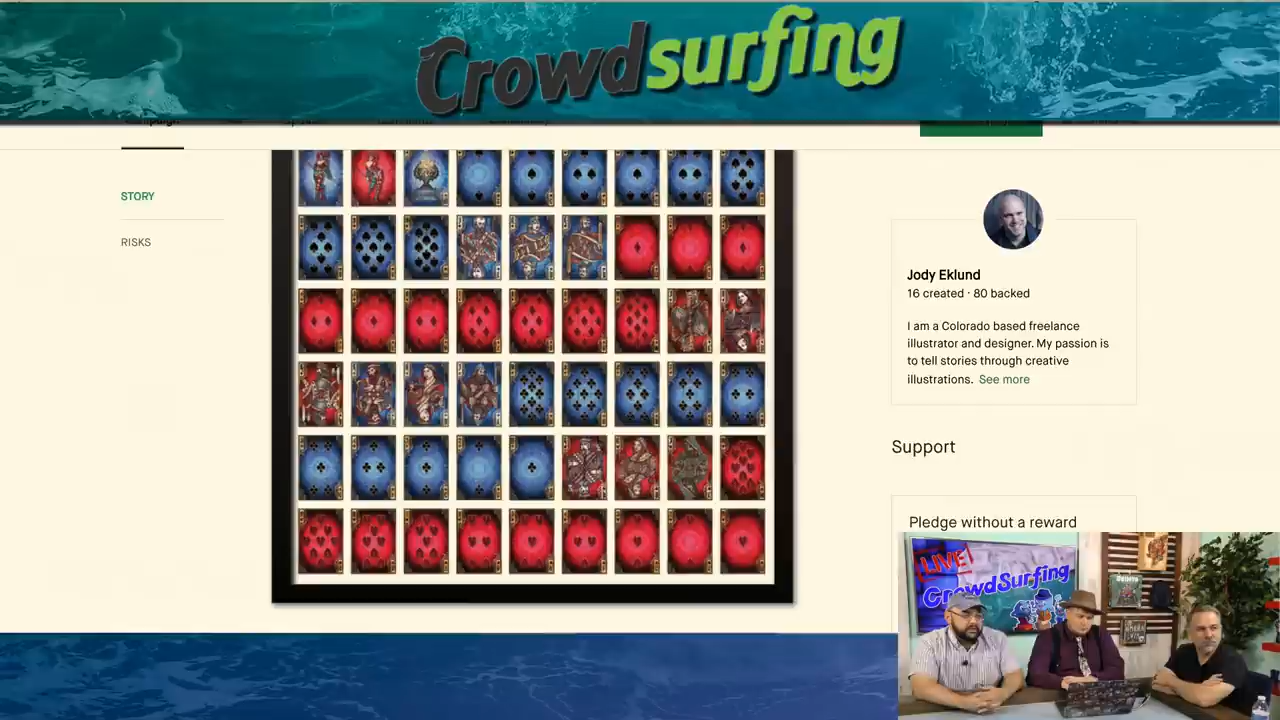 Crowdsurfing
STORY
RISKS
Jody Eklund
16 created · 80 backed
I am a Colorado based freelance
illustrator and designer. My passion is
to tell stories through creative
illustrations. See more
Support
Pledge without a reward
LIVE
CrowdSurfing